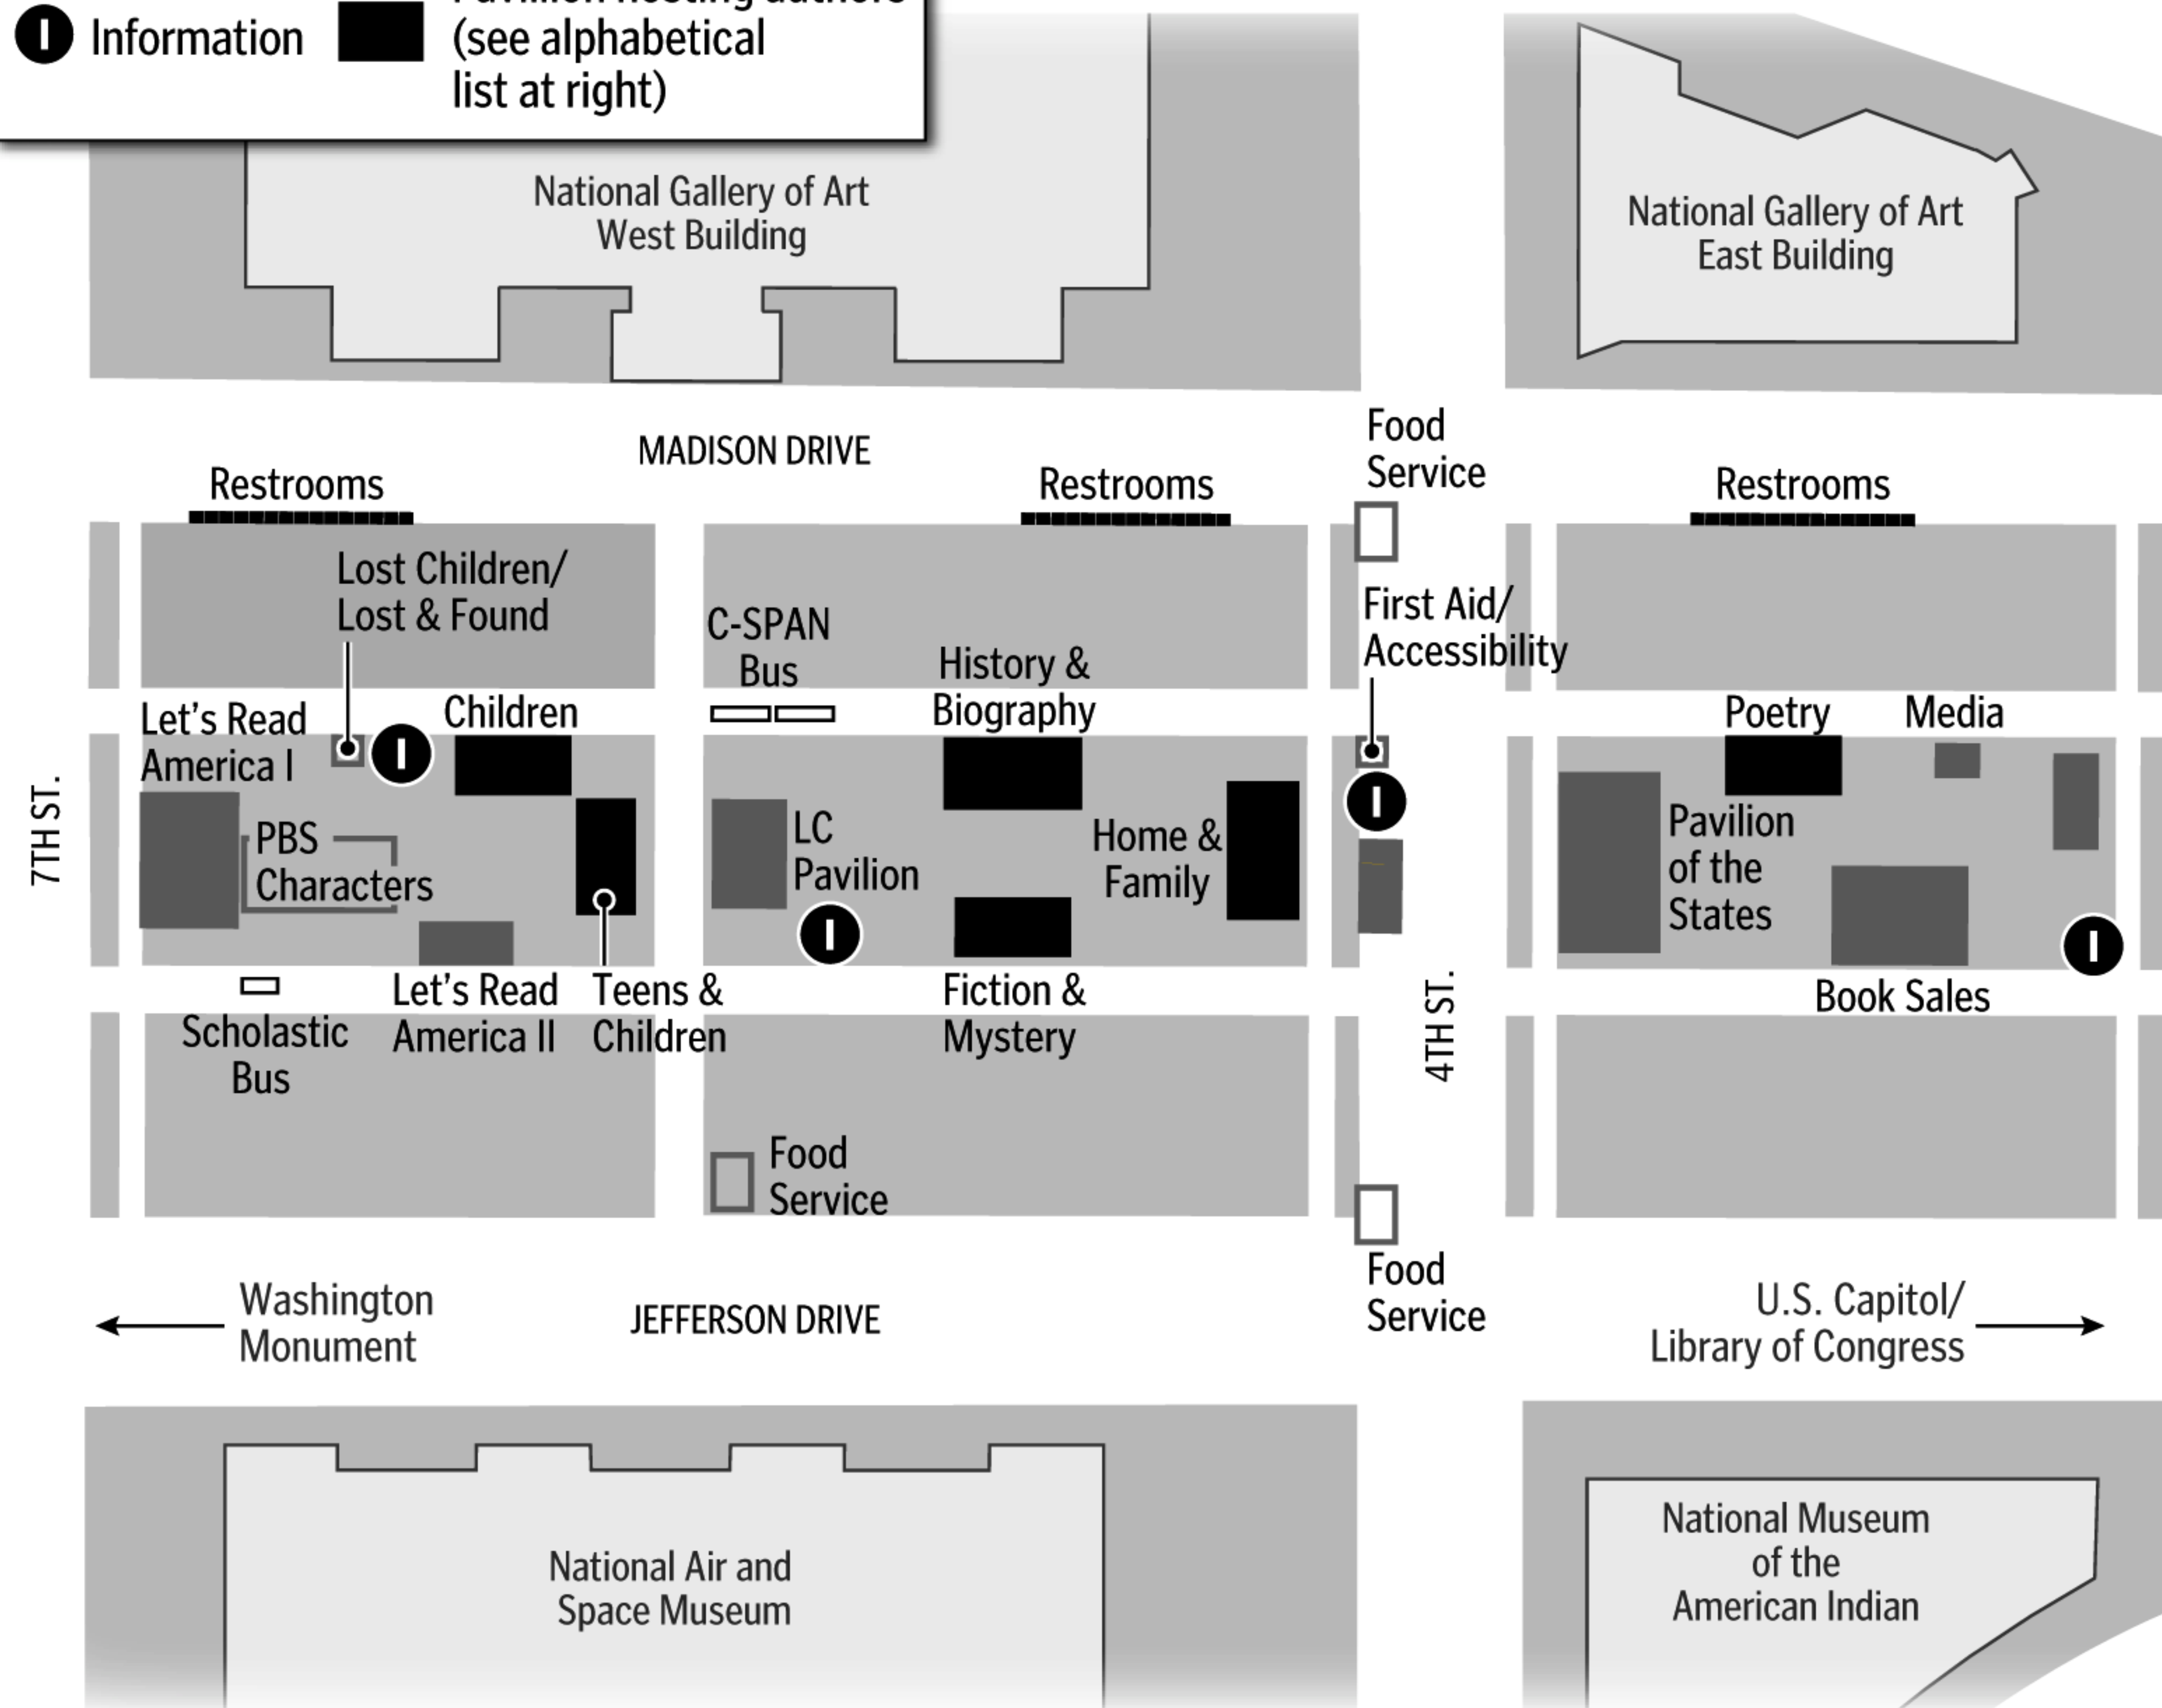 Pavilion hosting authors
Information
(see alphabetical
list at right)
National Gallery of Art
West Building
National Gallery of Art
East Building
MADISON DRIVE
Food
Service
Restrooms
Restrooms
Restrooms
Lost Children/
Lost & Found
C-SPAN
Bus
History &
Biography
First Aid/
Accessibility
Let's Read
America I
Children
Poetry
Media
7TH ST.
PBS
Characters
LC
Pavilion
Home &
Family
Pavilion
of the
States
Scholastic
Bus
Let's Read
America II
Teens &
Children
Fiction &
Mystery
4TH ST.
Book Sales
Food
Service
Food
Service
Washington
Monument
JEFFERSON DRIVE
U.S. Capitol/
Library of Congress
National Air and
Space Museum
National Museum
of the
American Indian